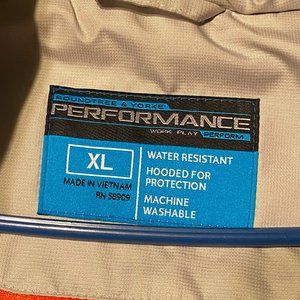 ROUNDTREE & YORKE
PERFORMANCE
WORK PLAY PERFORM
XL
MADE IN VIETNAM
RN 58909
WATER RESISTANT
HOODED FOR
PROTECTION
MACHINE
WASHABLE